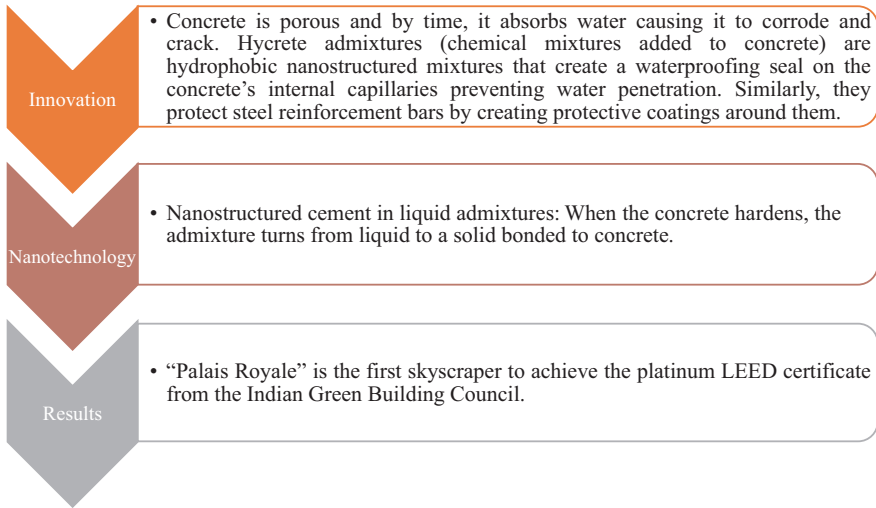 Innovation
• Concrete is porous and by time, it absorbs water causing it to corrode and
crack. Hycrete admixtures (chemical mixtures added to concrete) are
hydrophobic nanostructured mixtures that create a waterproofing seal on the
concrete’s internal capillaries preventing water penetration. Similarly, they
protect steel reinforcement bars by creating protective coatings around them.
Nanotechnology
• Nanostructured cement in liquid admixtures: When the concrete hardens, the
admixture turns from liquid to a solid bonded to concrete.
Results
• “Palais Royale” is the first skyscraper to achieve the platinum LEED certificate
from the Indian Green Building Council.